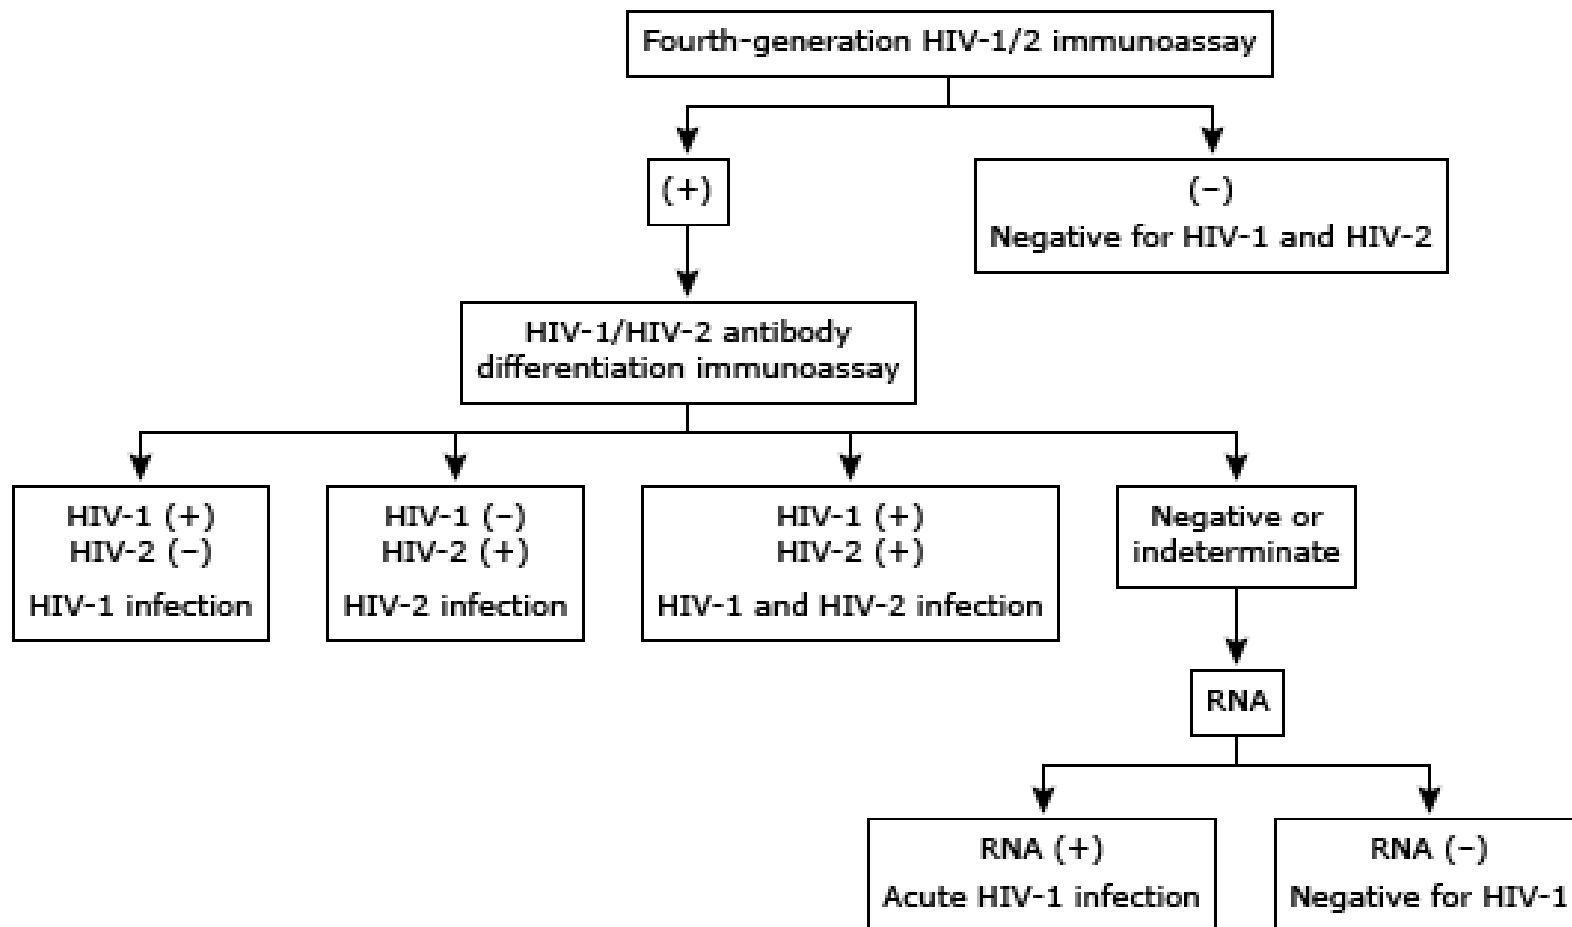 Fourth-generation HIV-1/2 immunoassay
(+)
(–)
Negative for HIV-1 and HIV-2
HIV-1/HIV-2 antibody
differentiation immunoassay
HIV-1 (+)
HIV-2 (–)
HIV-1 infection
HIV-1 (–)
HIV-2 (+)
HIV-2 infection
HIV-1 (+)
HIV-2 (+)
HIV-1 and HIV-2 infection
Negative or
indeterminate
RNA
RNA (+)
Acute HIV-1 infection
RNA (–)
Negative for HIV-1